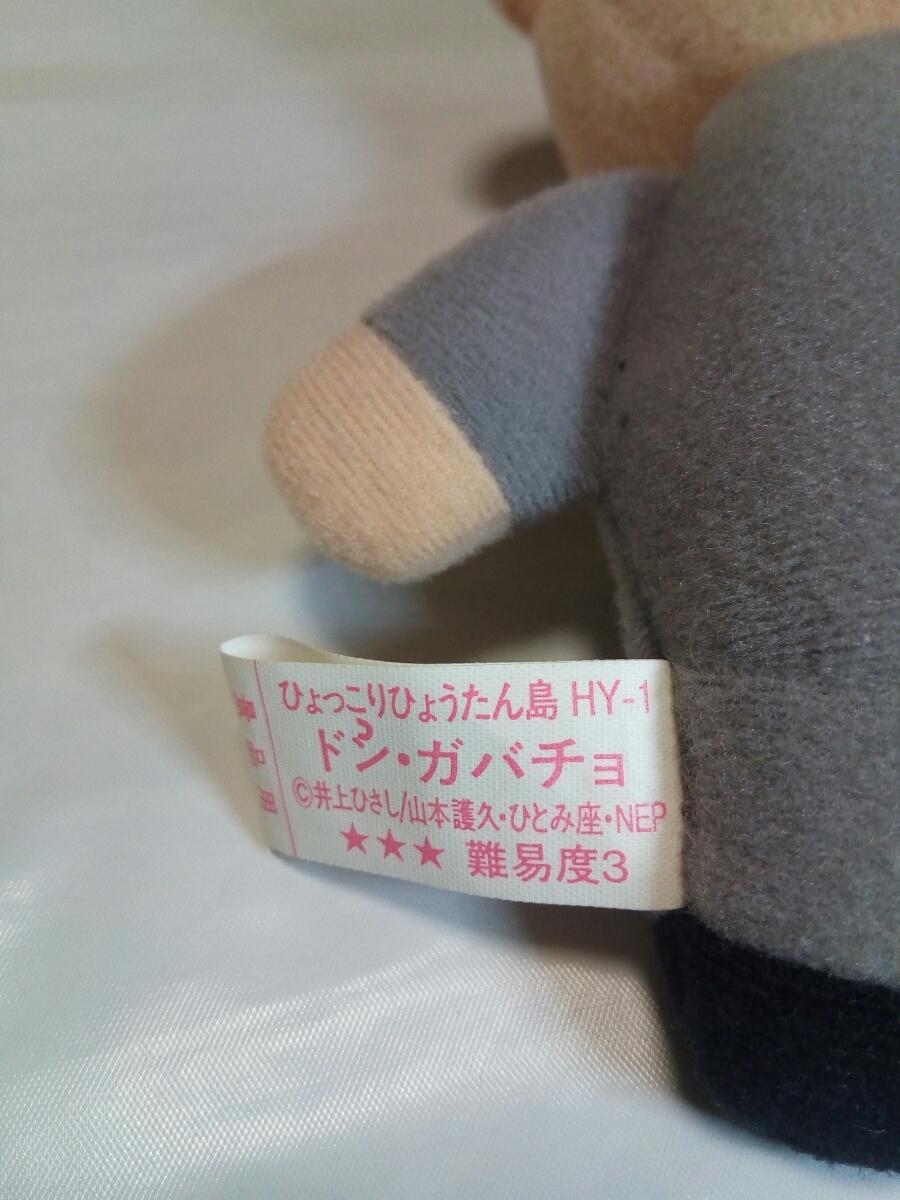 ひょっこりひょうたん島 HY-1
ドン・ガバチョ
©井上ひさし/山本護久・ひとみ座・NEP
★★★ 難易度3